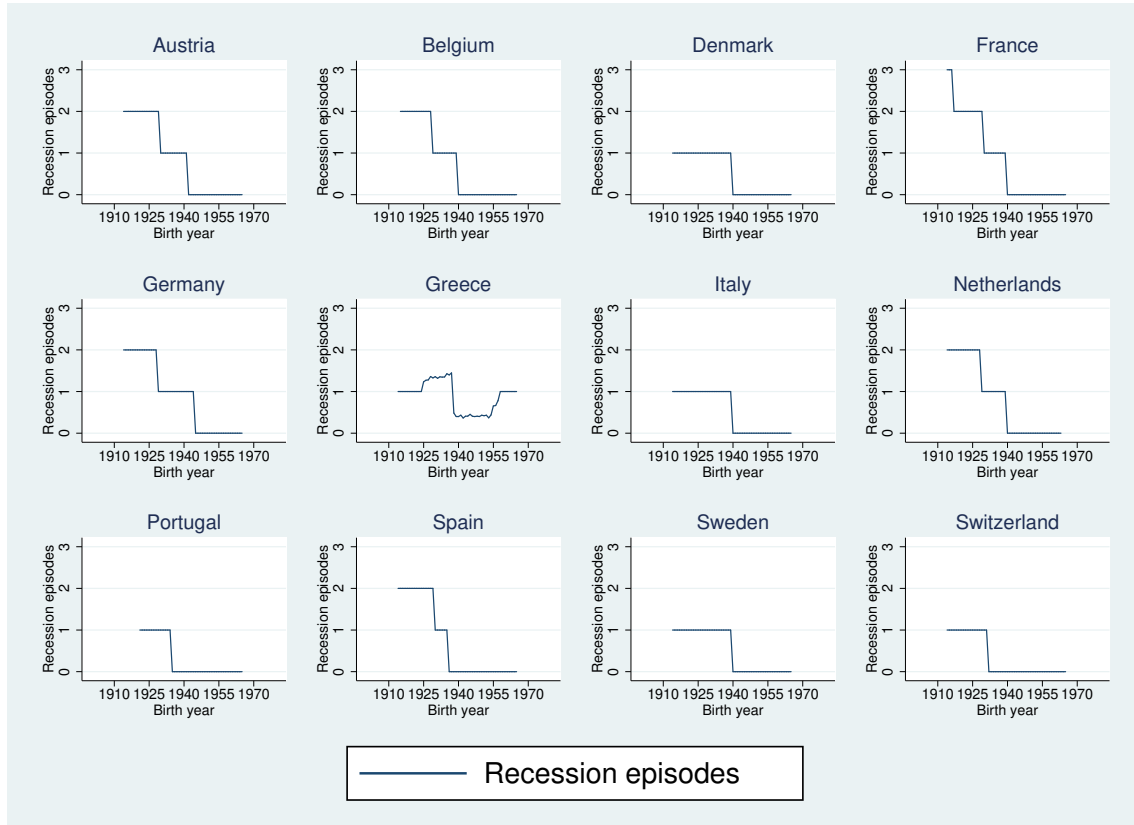 Austria
Belgium
Denmark
France
Recession episodes
0 1 2 3
1910 1925 1940 1955 1970
Birth year
Recession episodes
0 1 2 3
1910 1925 1940 1955 1970
Birth year
Recession episodes
0 1 2 3
1910 1925 1940 1955 1970
Birth year
Recession episodes
0 1 2 3
1910 1925 1940 1955 1970
Birth year
Germany
Greece
Italy
Netherlands
Recession episodes
0 1 2 3
1910 1925 1940 1955 1970
Birth year
Recession episodes
0 1 2 3
1910 1925 1940 1955 1970
Birth year
Recession episodes
0 1 2 3
1910 1925 1940 1955 1970
Birth year
Recession episodes
0 1 2 3
1910 1925 1940 1955 1970
Birth year
Portugal
Spain
Sweden
Switzerland
Recession episodes
0 1 2 3
1910 1925 1940 1955 1970
Birth year
Recession episodes
0 1 2 3
1910 1925 1940 1955 1970
Birth year
Recession episodes
0 1 2 3
1910 1925 1940 1955 1970
Birth year
Recession episodes
0 1 2 3
1910 1925 1940 1955 1970
Birth year
Recession episodes